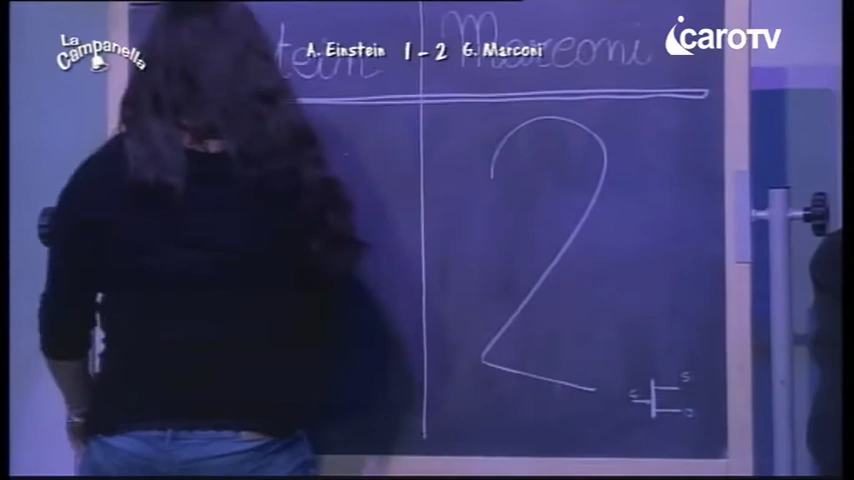 La Campanella
A. Einstein 1 - 2 G. Marconi
icaroTV
Marconi
2